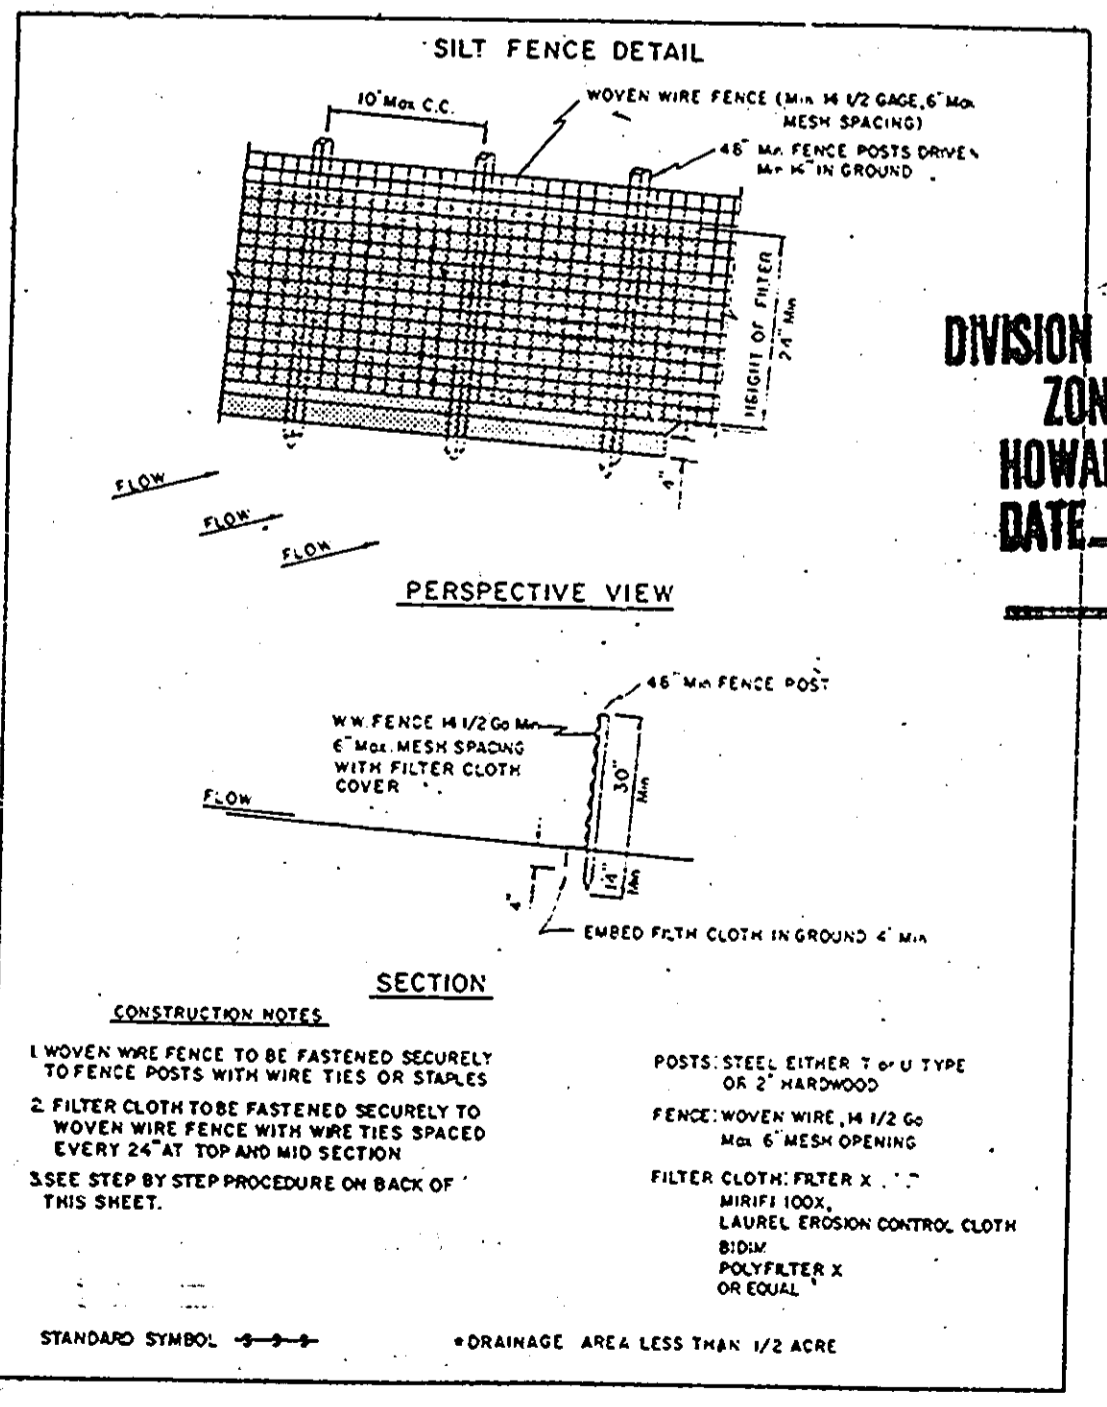 SILT FENCE DETAIL
10' Max C.C.
WOVEN WIRE FENCE (Min 14 1/2 GAGE, 6" Max
MESH SPACING)
FENCE POSTS DRIVEN
IN GROUND
HEIGHT OF FILTER
24" Min
4"
FLOW
FLOW
FLOW
PERSPECTIVE VIEW
DIVISION
ZON
HOWA
DATE
Min FENCE POST
W.W. FENCE 14 1/2 Ga Min
6" Max. MESH SPACING
WITH FILTER CLOTH
COVER
30"
Min
FLOW
14"
Min
4"
EMBED CLOTH IN GROUND 4" Min
SECTION
CONSTRUCTION NOTES
1. WOVEN WIRE FENCE TO BE FASTENED SECURELY
TO FENCE POSTS WITH WIRE TIES OR STAPLES
2. FILTER CLOTH TO BE FASTENED SECURELY TO
WOVEN WIRE FENCE WITH WIRE TIES SPACED
EVERY 24" AT TOP AND MID SECTION
3. SEE STEP BY STEP PROCEDURE ON BACK OF
THIS SHEET.
POSTS: STEEL EITHER T or U TYPE
OR 2" HARDWOOD
FENCE: WOVEN WIRE, 14 1/2 Ga
Max 6" MESH OPENING
FILTER CLOTH: FILTER X
MIRIFI 100X,
LAUREL EROSION CONTROL CLOTH
BIDIM
POLYFILTER X
OR EQUAL
STANDARD SYMBOL -S-S-S-
*DRAINAGE AREA LESS THAN 1/2 ACRE